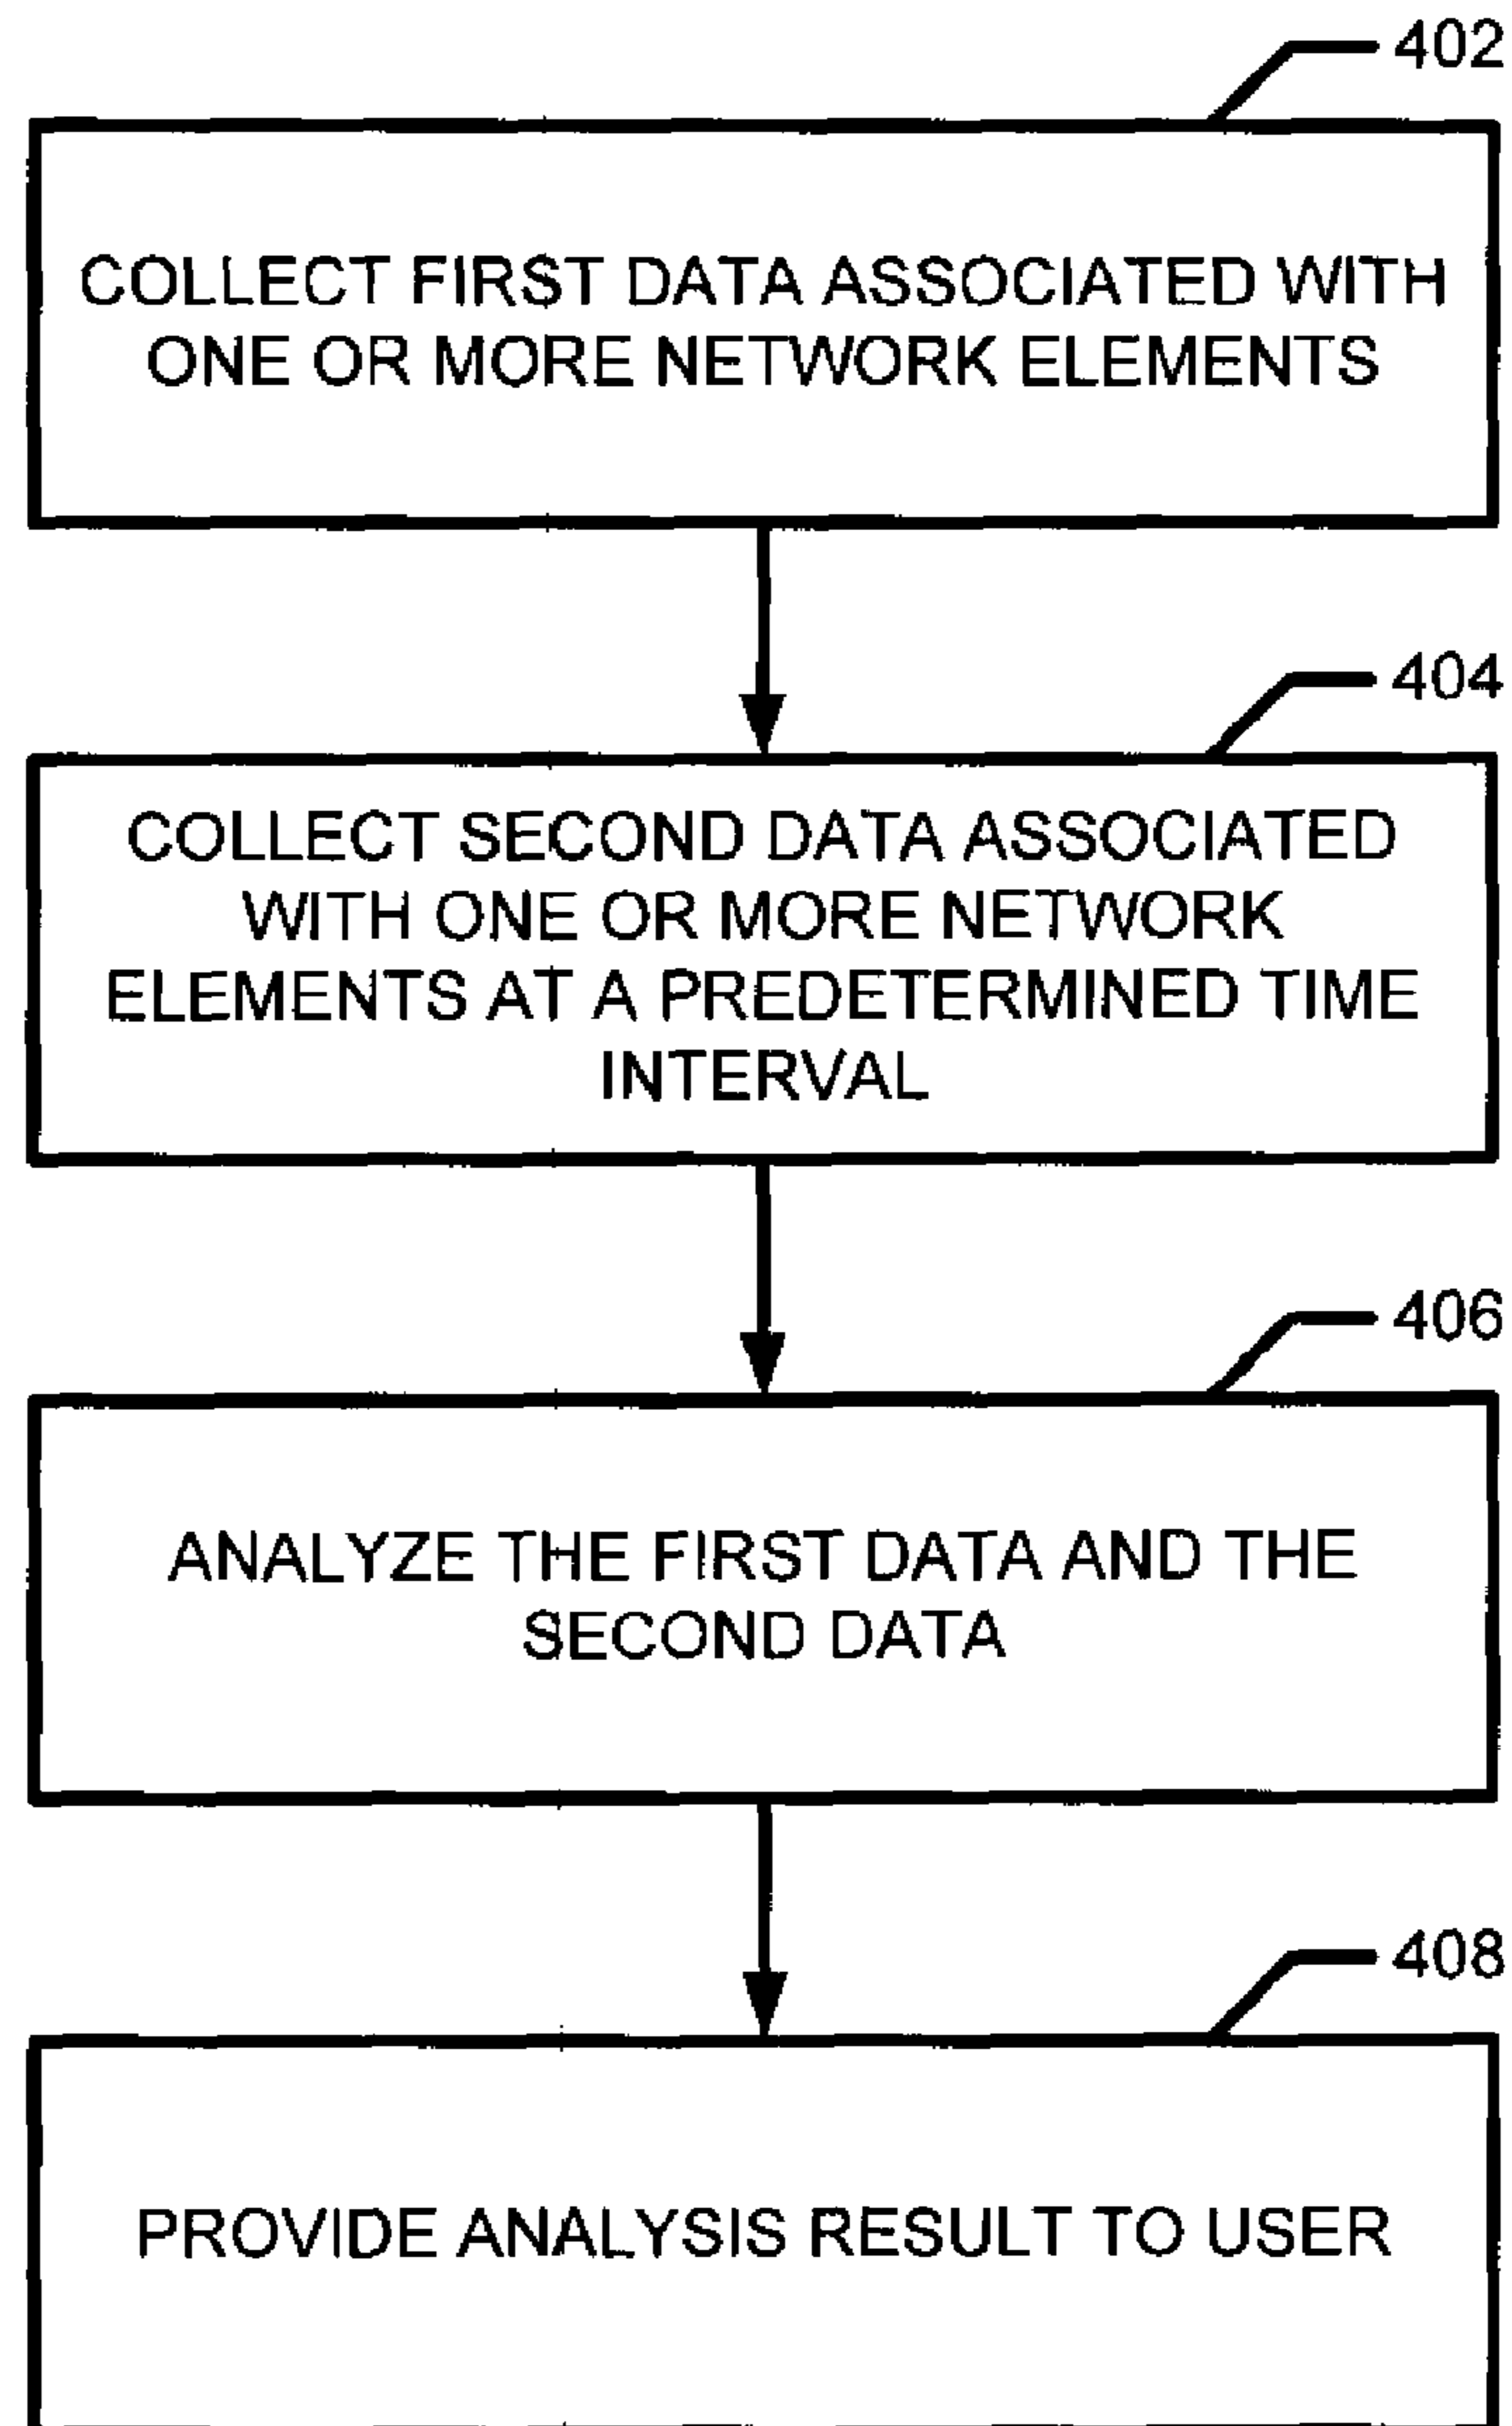 402
COLLECT FIRST DATA ASSOCIATED WITH
ONE OR MORE NETWORK ELEMENTS
404
COLLECT SECOND DATA ASSOCIATED
WITH ONE OR MORE NETWORK
ELEMENTS AT A PREDETERMINED TIME
INTERVAL
406
ANALYZE THE FIRST DATA AND THE
SECOND DATA
408
PROVIDE ANALYSIS RESULT TO USER